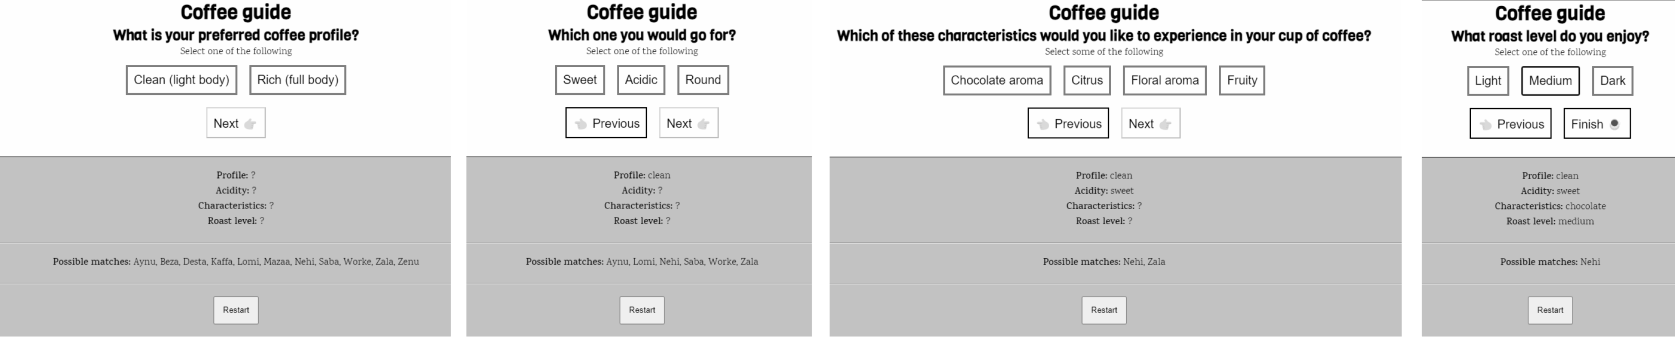 Coffee guide
What is your preferred coffee profile?
Select one of the following
Clean (light body) Rich (full body)
Next
Profile: ?
Acidity: ?
Characteristics: ?
Roast level: ?
Possible matches: Aynu, Beza, Desta, Kaffa, Lomi, Mazaa, Nehi, Saba, Worke, Zala, Zenu
Restart
Coffee guide
Which one you would go for?
Select one of the following
Sweet Acidic Round
Previous Next
Profile: clean
Acidity: ?
Characteristics: ?
Roast level: ?
Possible matches: Aynu, Lomi, Nehi, Saba, Worke, Zala
Restart
Coffee guide
Which of these characteristics would you like to experience in your cup of coffee?
Select some of the following
Chocolate aroma Citrus Floral aroma Fruity
Previous Next
Profile: clean
Acidity: sweet
Characteristics: ?
Roast level: ?
Possible matches: Nehi, Zala
Restart
Coffee guide
What roast level do you enjoy?
Select one of the following
Light Medium Dark
Previous Finish
Profile: clean
Acidity: sweet
Characteristics: chocolate
Roast level: medium
Possible matches: Nehi
Restart